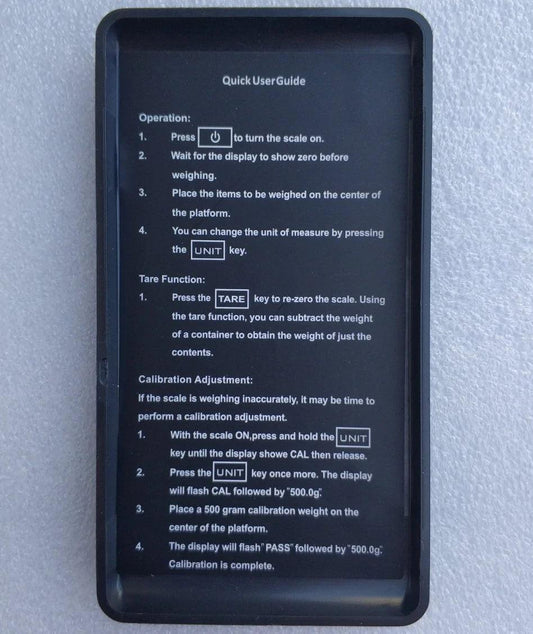 Quick User Guide
Operation:
1. Press to turn the scale on.
2. Wait for the display to show zero before
weighing.
3. Place the items to be weighed on the center of
the platform.
4. You can change the unit of measure by pressing
the UNIT key.
Tare Function:
1. Press the TARE key to re-zero the scale. Using
the tare function, you can subtract the weight
of a container to obtain the weight of just the
contents.
Calibration Adjustment:
If the scale is weighing inaccurately, it may be time to
perform a calibration adjustment.
1. With the scale ON,press and hold the UNIT
key until the display showe CAL then release.
2. Press the UNIT key once more. The display
will flash CAL followed by "500.0g".
3. Place a 500 gram calibration weight on the
center of the platform.
4. The display will flash" PASS" followed by "500.0g".
Calibration is complete.